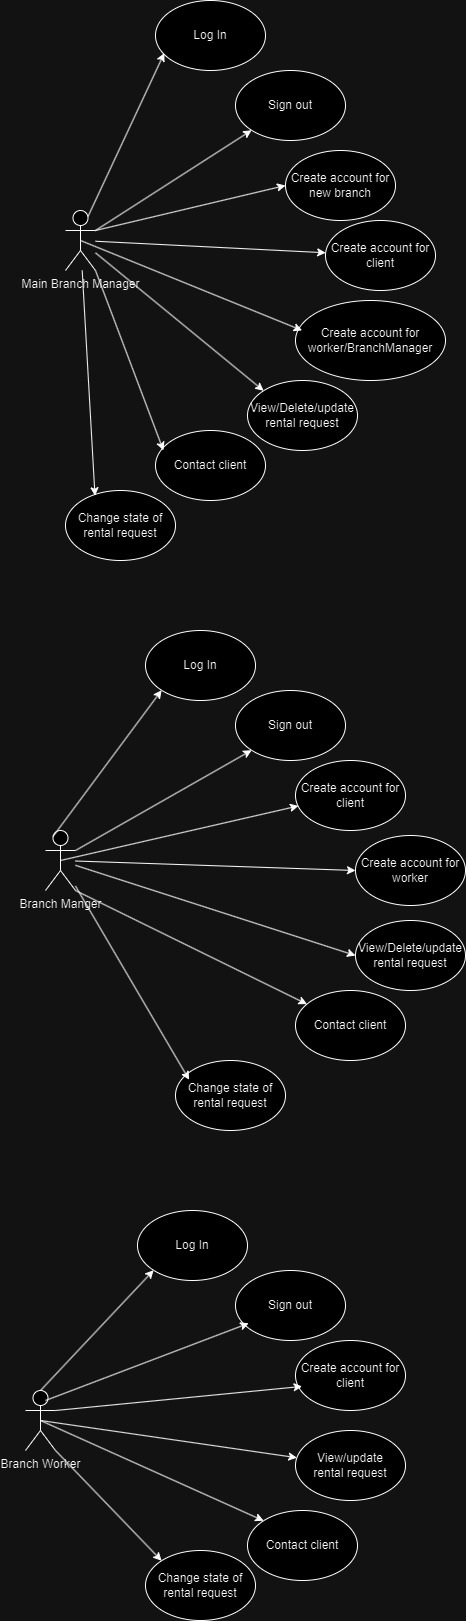 Log In
Sign out
Create account for
new branch
Create account for
client
Main Branch Manager
Create account for
worker/BranchManager
View/Delete/update
rental request
Contact client
Change state of
rental request
Log In
Sign out
Create account for
client
Create account for
worker
Branch Manger
View/Delete/update
rental request
Contact client
Change state of
rental request
Log In
Sign out
Create account for
client
View/update
rental request
Branch Worker
Contact client
Change state of
rental request